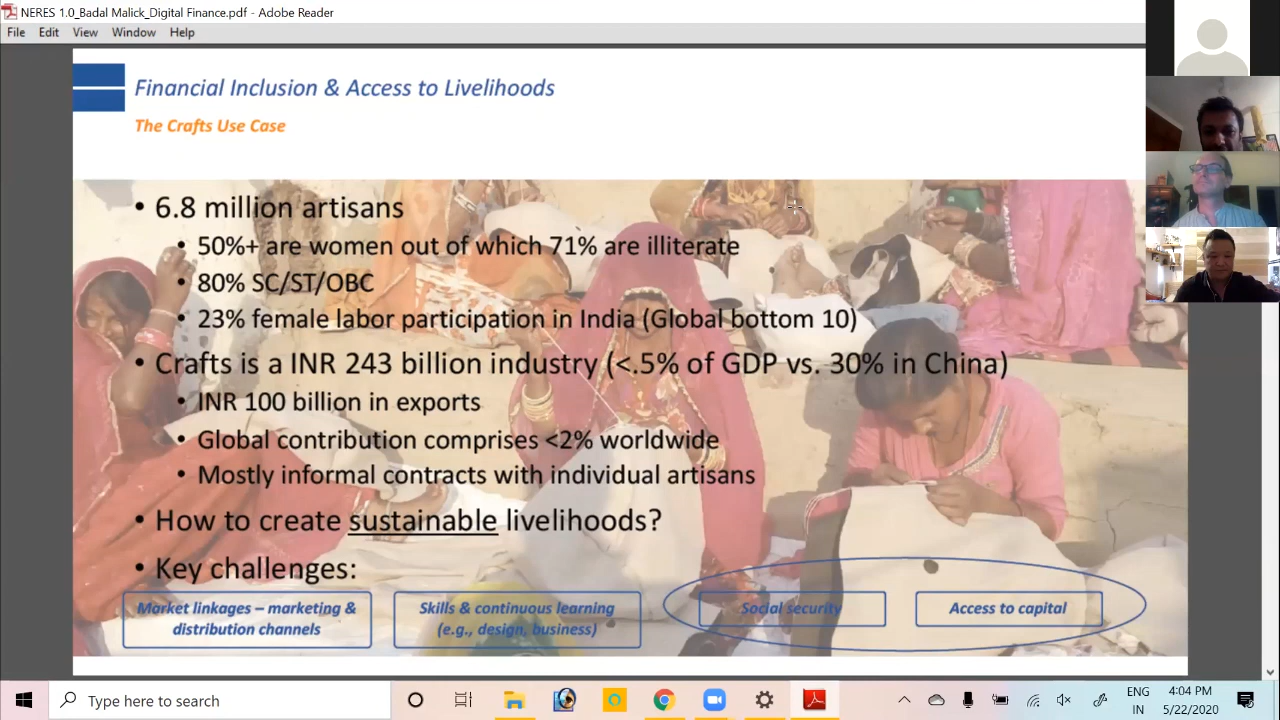 NERES 1.0_Badal Malick_Digital Finance.pdf - Adobe Reader
File Edit View Window Help
Financial Inclusion & Access to Livelihoods
The Crafts Use Case
• 6.8 million artisans
• 50%+ are women out of which 71% are illiterate
• 80% SC/ST/OBC
• 23% female labor participation in India (Global bottom 10)
• Crafts is a INR 243 billion industry (<.5% of GDP vs. 30% in China)
• INR 100 billion in exports
• Global contribution comprises <2% worldwide
• Mostly informal contracts with individual artisans
• How to create sustainable livelihoods?
• Key challenges:
Market linkages – marketing &
distribution channels
Skills & continuous learning
(e.g., design, business)
Social security
Access to capital
Type here to search
ENG
IN
4:04 PM
5/22/2020